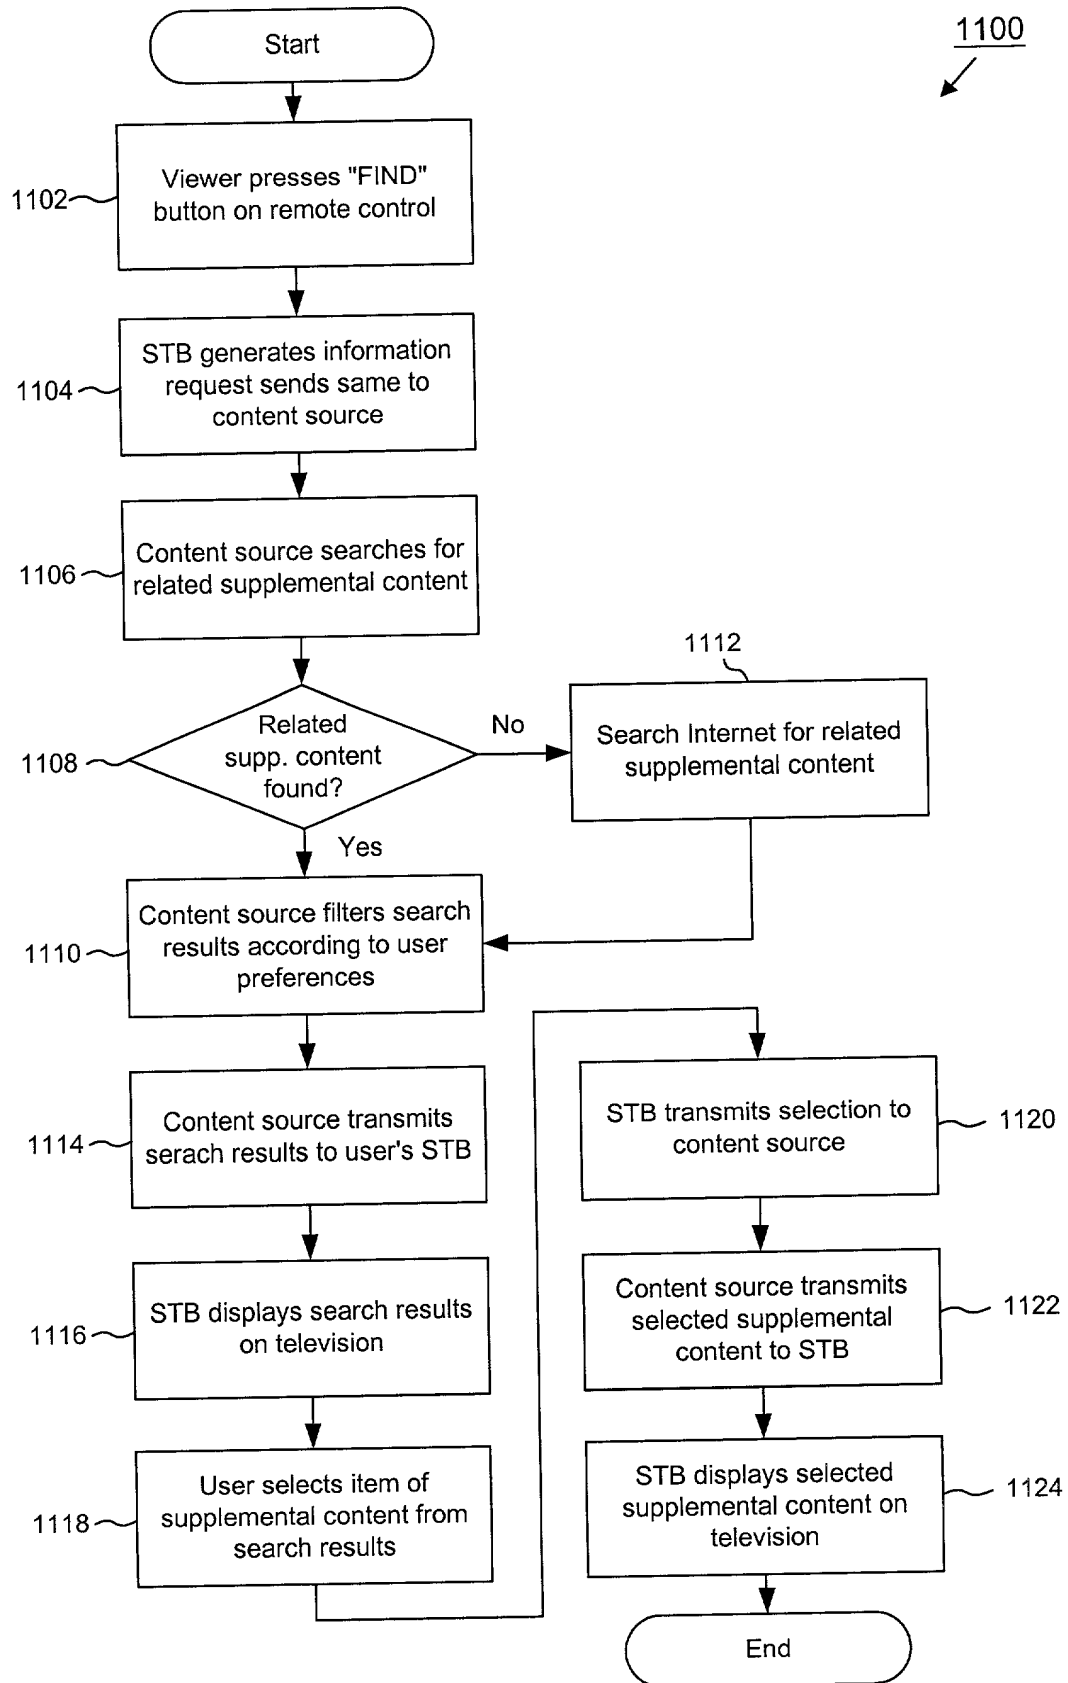 Start
1100
1102
Viewer presses "FIND"
button on remote control
1104
STB generates information
request sends same to
content source
1106
Content source searches for
related supplemental content
1108
Related
supp. content
found?
No
Yes
1112
Search Internet for related
supplemental content
1110
Content source filters search
results according to user
preferences
1114
Content source transmits
serach results to user's STB
1116
STB displays search results
on television
1118
User selects item of
supplemental content from
search results
STB transmits selection to
content source
1120
Content source transmits
selected supplemental
content to STB
1122
STB displays selected
supplemental content on
television
1124
End